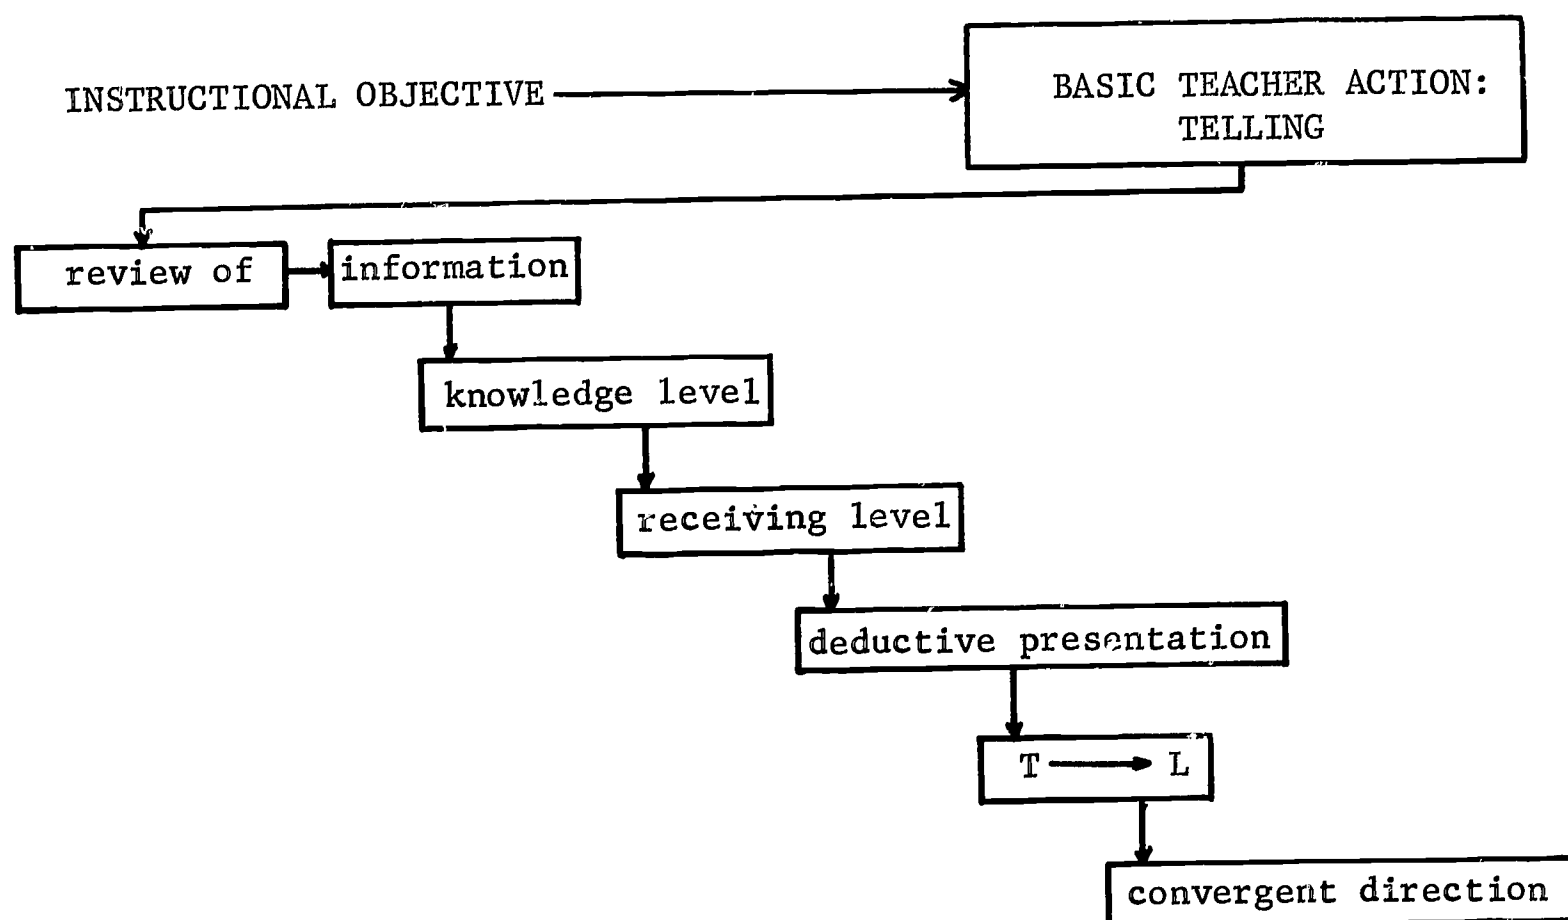 INSTRUCTIONAL OBJECTIVE
BASIC TEACHER ACTION:
TELLING
review of
information
knowledge level
receiving level
deductive presentation
T → L
convergent direction